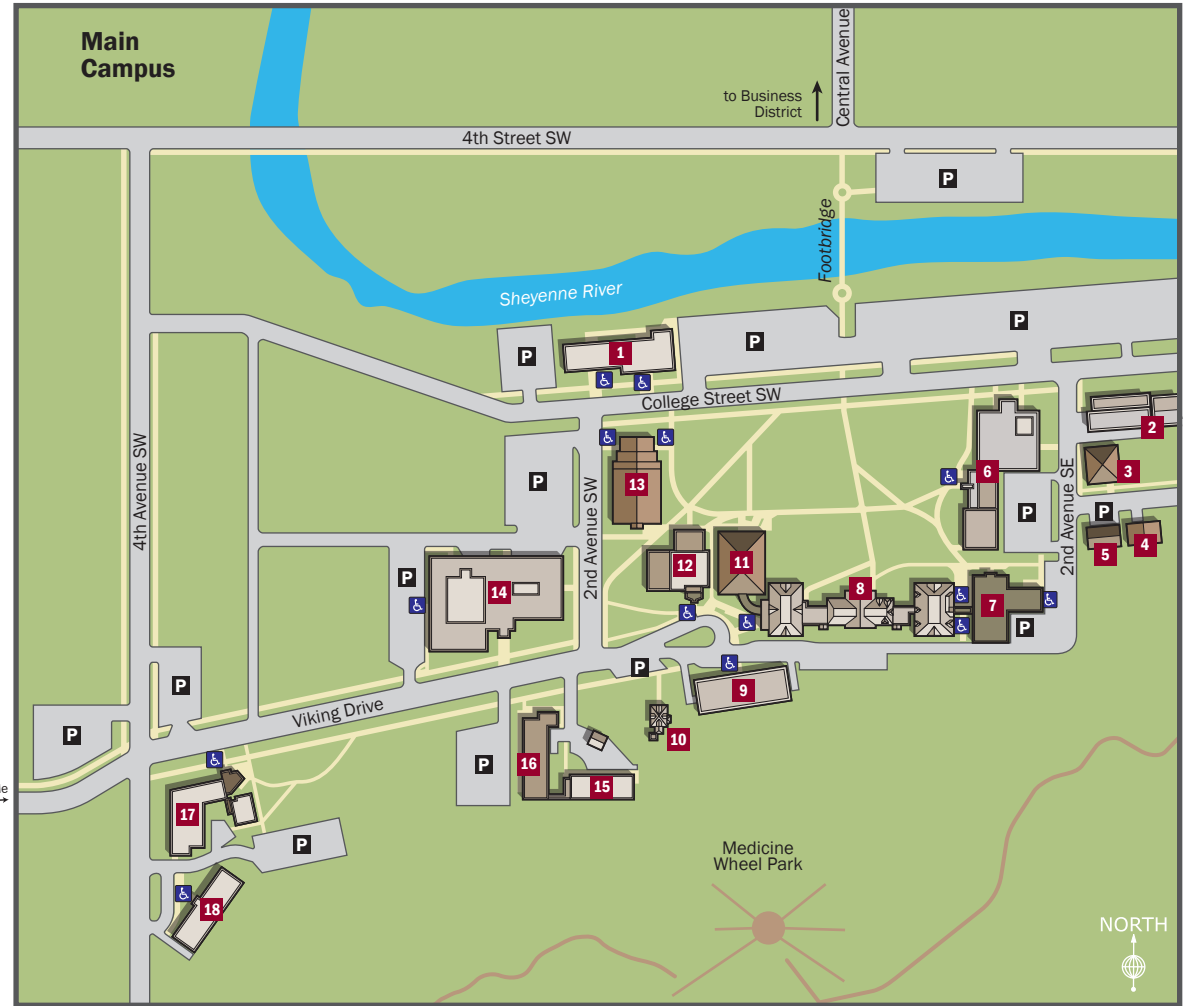 Main
Campus
to Business
District
Central Avenue
4th Street SW
P
Footbridge
Sheyenne River
P
P
P
1
College Street SW
2
4th Avenue SW
2nd Avenue SW
13
P
6
3
2nd Avenue SE
P
P
5
4
12
11
14
P
8
7
P
P
9
P
Viking Drive
10
P
16
P
15
17
P
18
Medicine
Wheel Park
NORTH